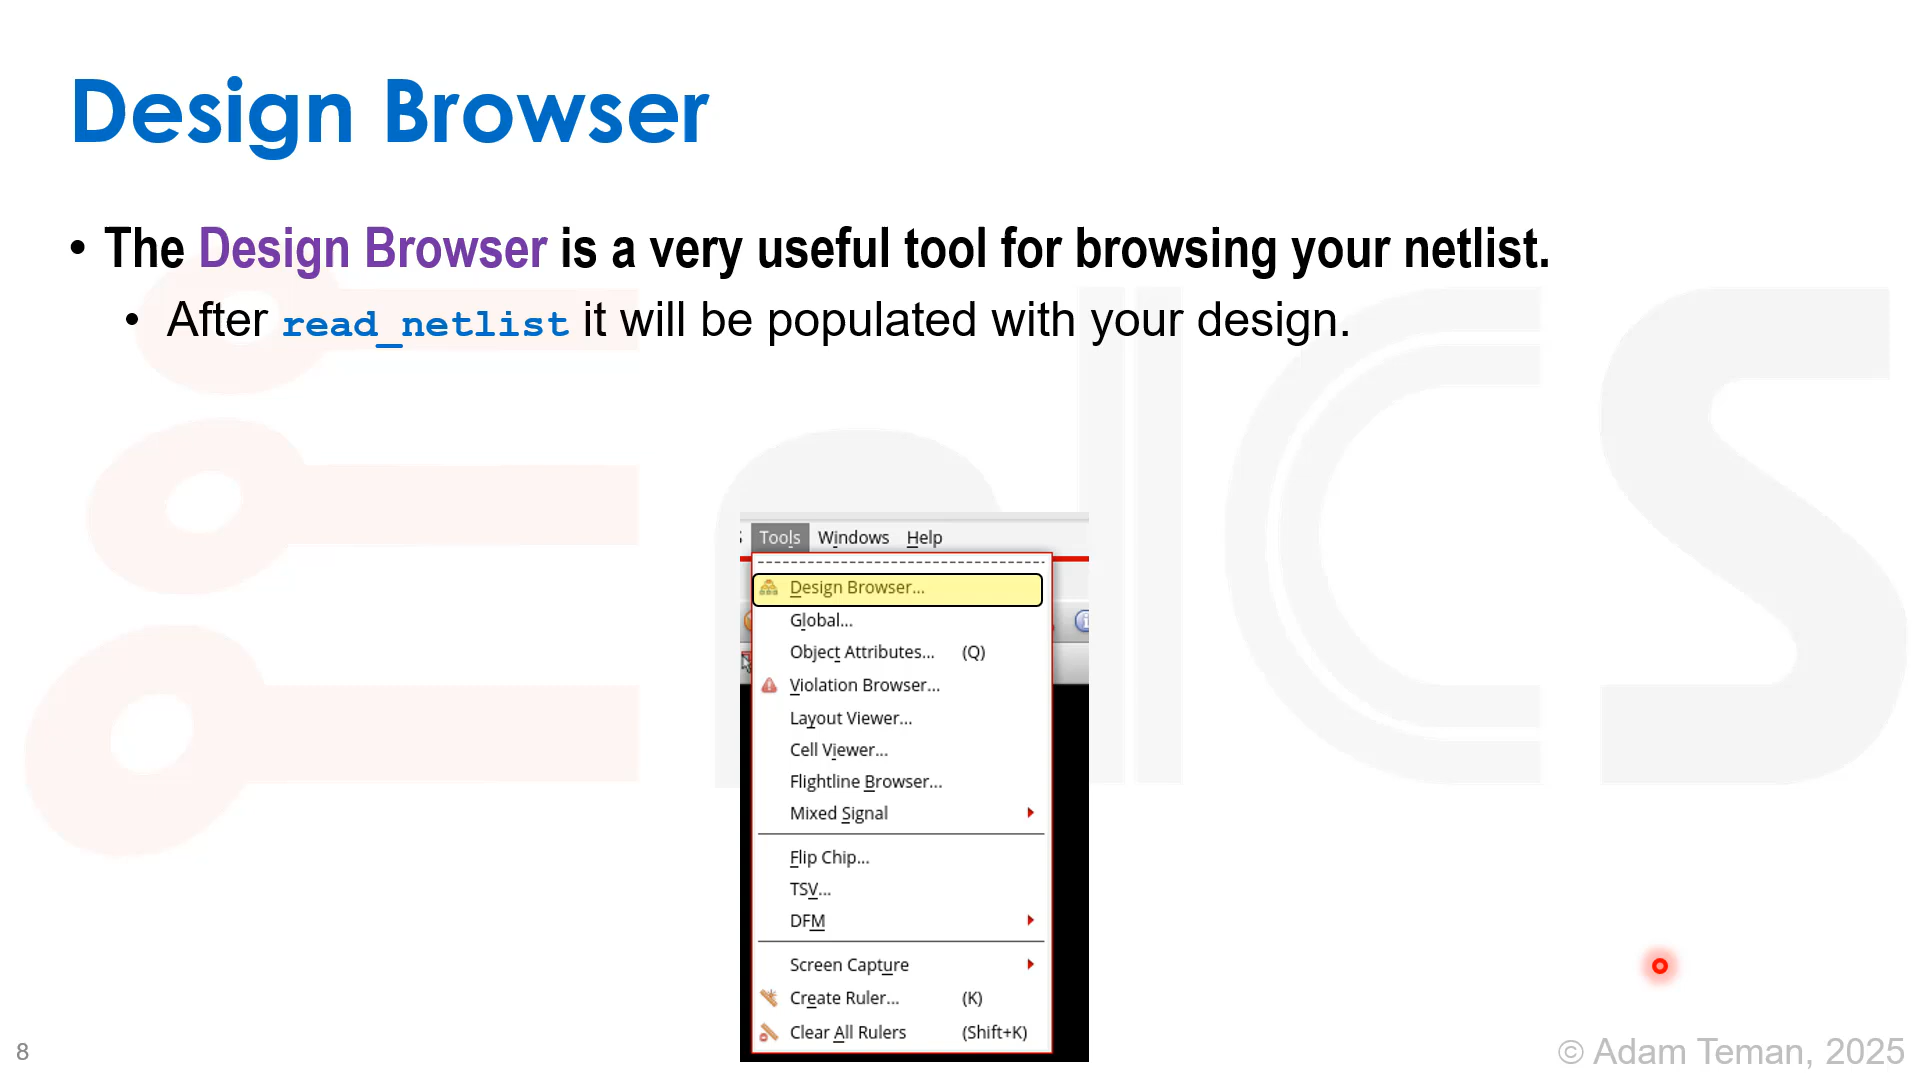 Design Browser
• The Design Browser is a very useful tool for browsing your netlist.
• After read_netlist it will be populated with your design.
Tools Windows Help
Design Browser...
Global...
Object Attributes... (Q)
Violation Browser...
Layout Viewer...
Cell Viewer...
Flightline Browser...
Mixed Signal
Flip Chip...
TSV...
DFM
Screen Capture
Create Ruler... (K)
Clear All Rulers (Shift+K)
8
© Adam Teman, 2025